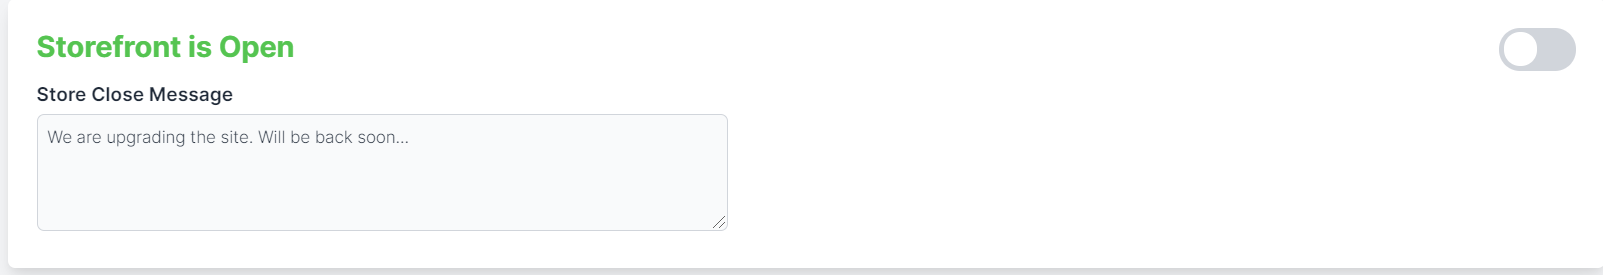 Storefront is Open
Store Close Message
We are upgrading the site. Will be back soon...